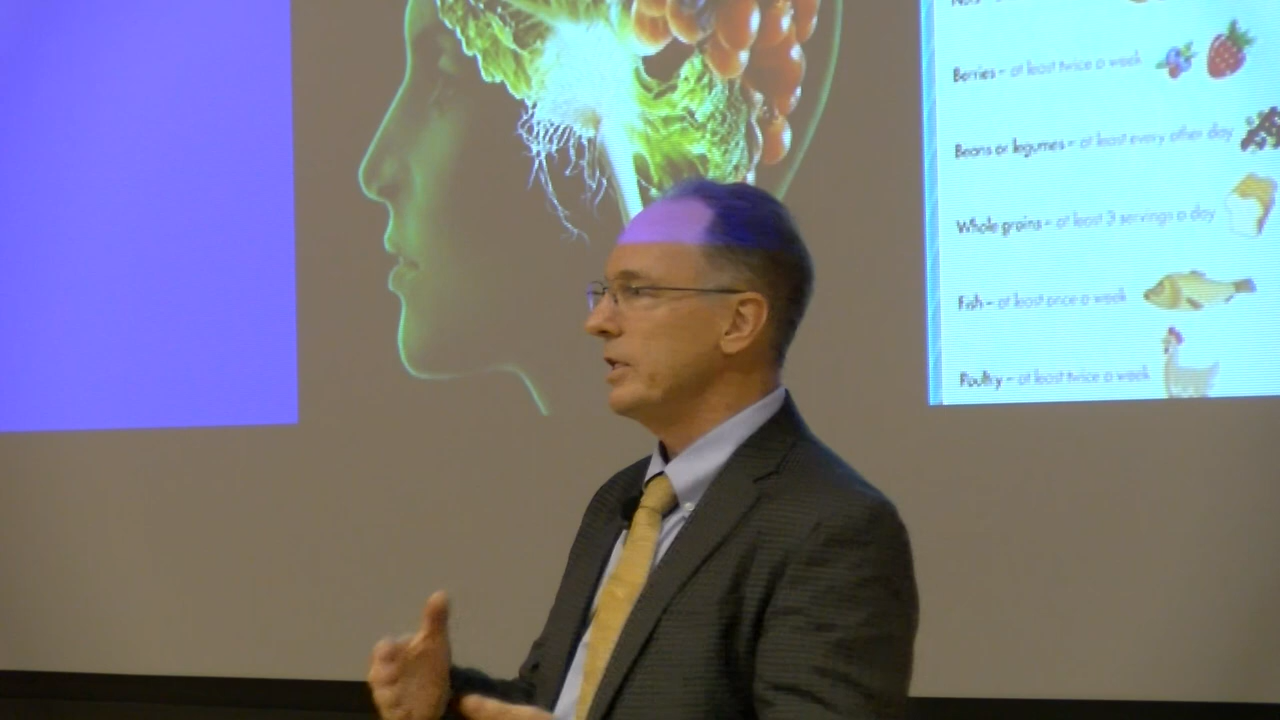 Nuts -
Berries - at least twice a week
Beans or legumes - at least every other day
Whole grains - at least 3 servings a day
Fish - at least once a week
Poultry - at least twice a week